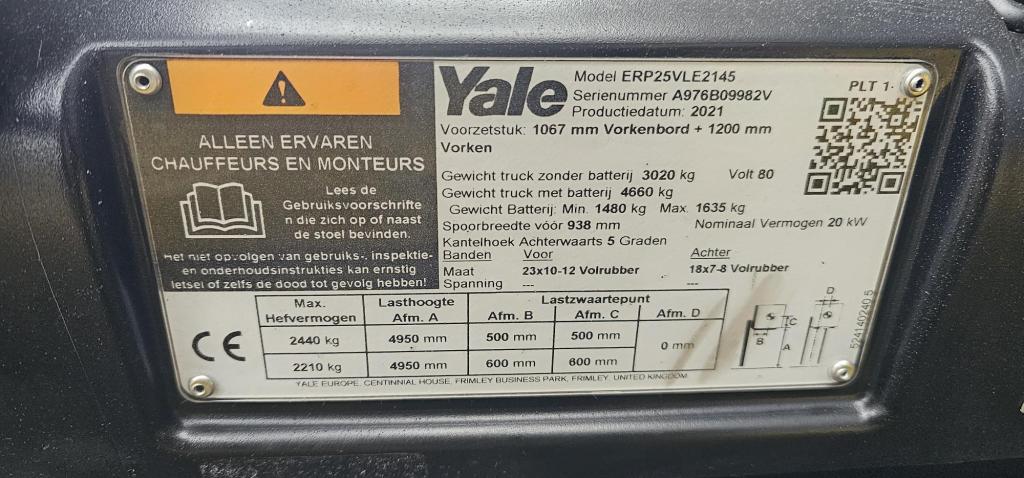 ALLEEN ERVAREN
CHAUFFEURS EN MONTEURS
Lees de
Gebruiksvoorschrifte
n die zich op of naast
de stoel bevinden.
Het niet opvolgen van gebruiks-, inspektie-
en onderhoudsinstrukties kan ernstig
letsel of zelfs de dood tot gevolg hebben!
Yale
Model ERP25VLE2145
Serienummer A976B09982V
Productiedatum: 2021
PLT 1-
Voorzetstuk: 1067 mm Vorkenbord + 1200 mm
Vorken
Gewicht truck zonder batterij 3020 kg Volt 80
Gewicht truck met batterij 4660 kg
Gewicht Batterij: Min. 1480 kg Max. 1635 kg
Spoorbreedte vóór 938 mm Nominaal Vermogen 20 kW
Kantelhoek Achterwaarts 5 Graden
Banden Voor Achter
Maat 23x10-12 Volrubber 18x7-8 Volrubber
Spanning --- ---
CE
Max. Lasthoogte Lastzwaartepunt
Hefvermogen Afm. A Afm. B Afm. C Afm. D
2440 kg 4950 mm 500 mm 500 mm 0 mm
2210 kg 4950 mm 600 mm 600 mm
D
C
B
A
524140240 5
YALE EUROPE, CENTINNIAL HOUSE, FRIMLEY BUSINESS PARK, FRIMLEY, UNITED KINGDOM